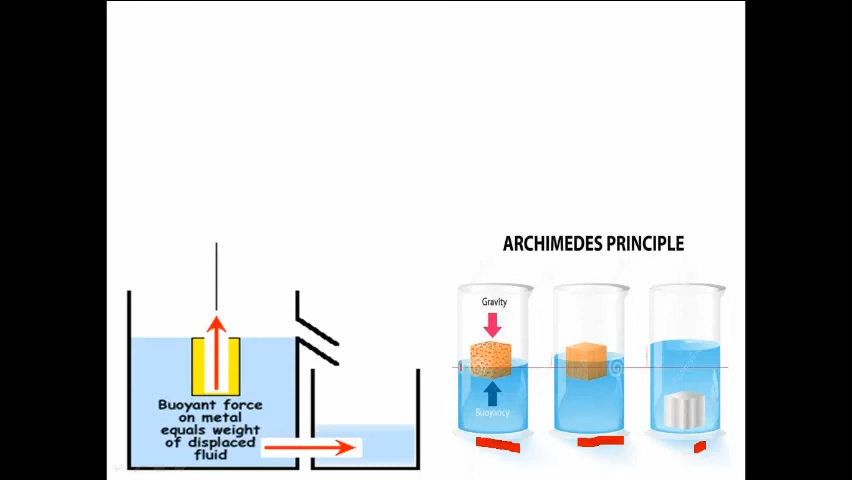 ARCHIMEDES PRINCIPLE
Gravity
Buoyancy
Buoyant force
on metal
equals weight
of displaced
fluid